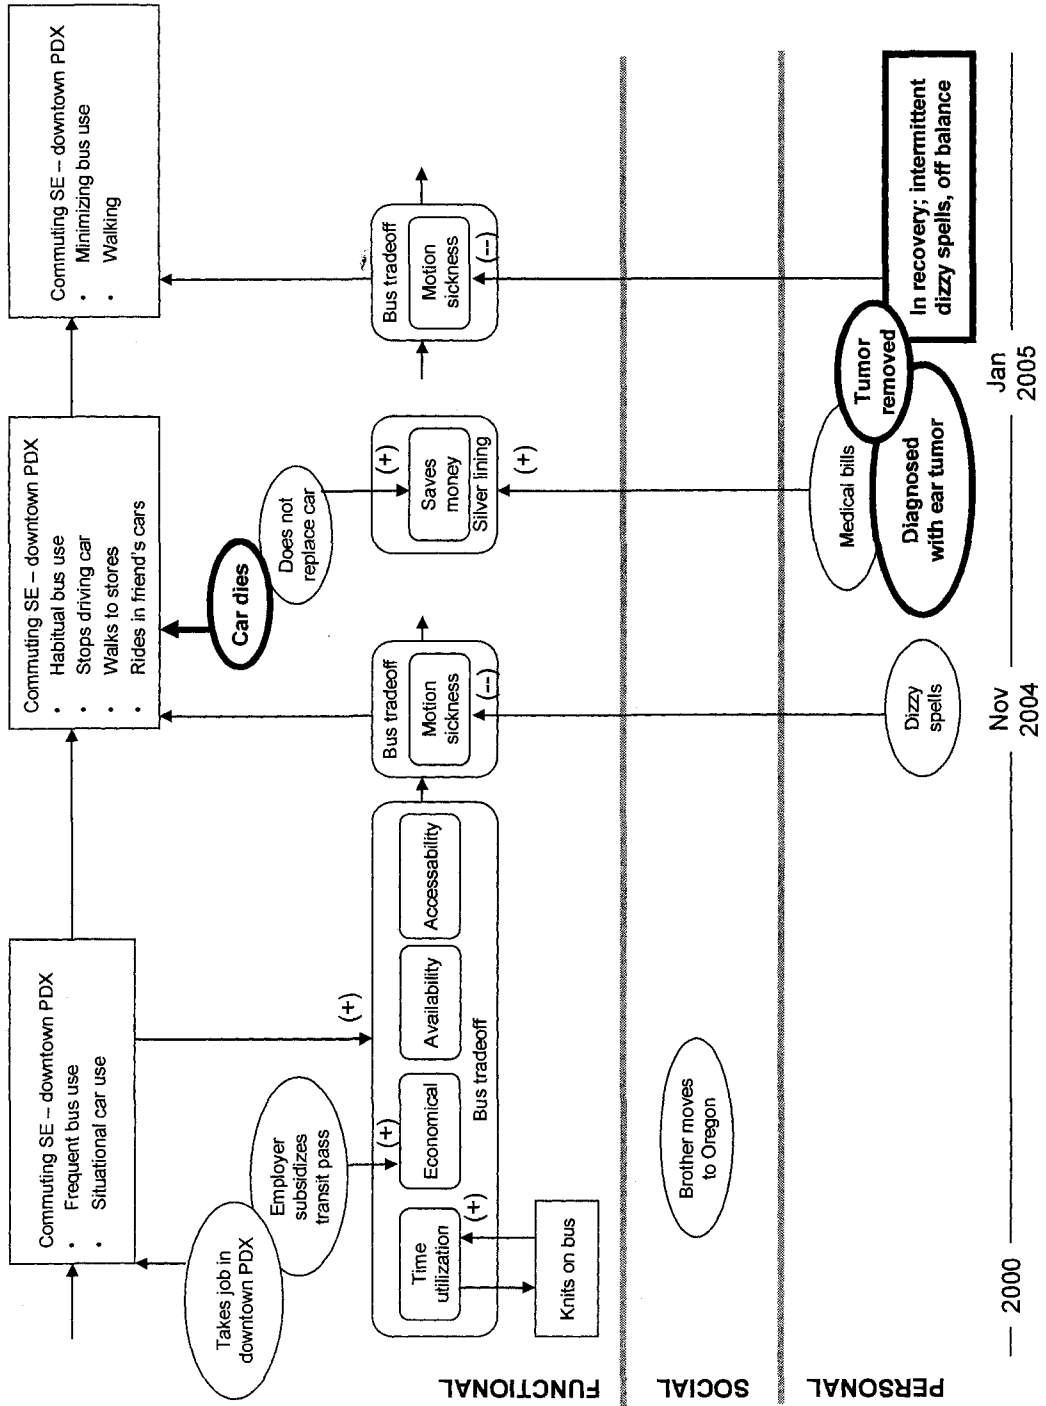 Commuting SE – downtown PDX
• Frequent bus use
• Situational car use
Commuting SE – downtown PDX
• Habitual bus use
• Stops driving car
• Walks to stores
• Rides in friend's cars
Commuting SE – downtown PDX
• Minimizing bus use
• Walking
Takes job in
downtown PDX
Employer
subsidizes
transit pass
(+)
(+)
Car dies
Does not
replace car
FUNCTIONAL
Time
utilization
(+)
Economical
Availability
Accessability
Bus tradeoff
Knits on bus
Bus tradeoff
Motion
sickness
(--)
(+)
Saves
money
Silver lining
(+)
Bus tradeoff
Motion
sickness
(--)
SOCIAL
Brother moves
to Oregon
PERSONAL
Dizzy
spells
Medical bills
Diagnosed
with ear tumor
Tumor
removed
In recovery; intermittent
dizzy spells, off balance
2000
Nov
2004
Jan
2005